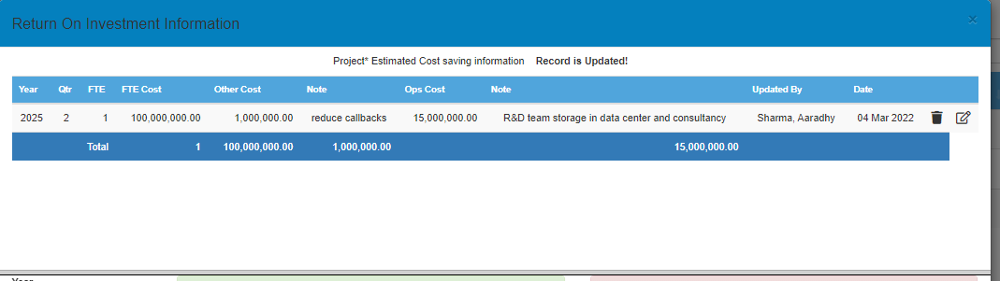 Return On Investment Information ×
Project* Estimated Cost saving information Record is Updated!
Year Qtr FTE FTE Cost Other Cost Note Ops Cost Note Updated By Date
2025 2 1 100,000,000.00 1,000,000.00 reduce callbacks 15,000,000.00 R&D team storage in data center and consultancy Sharma, Aaradhy 04 Mar 2022
Total 1 100,000,000.00 1,000,000.00 15,000,000.00
Year